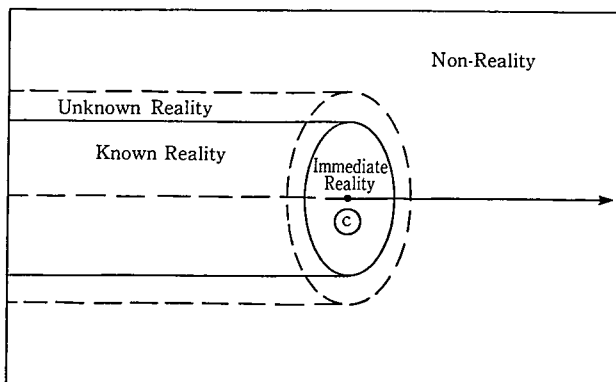 Non-Reality
Unknown Reality
Known Reality
Immediate
Reality
C